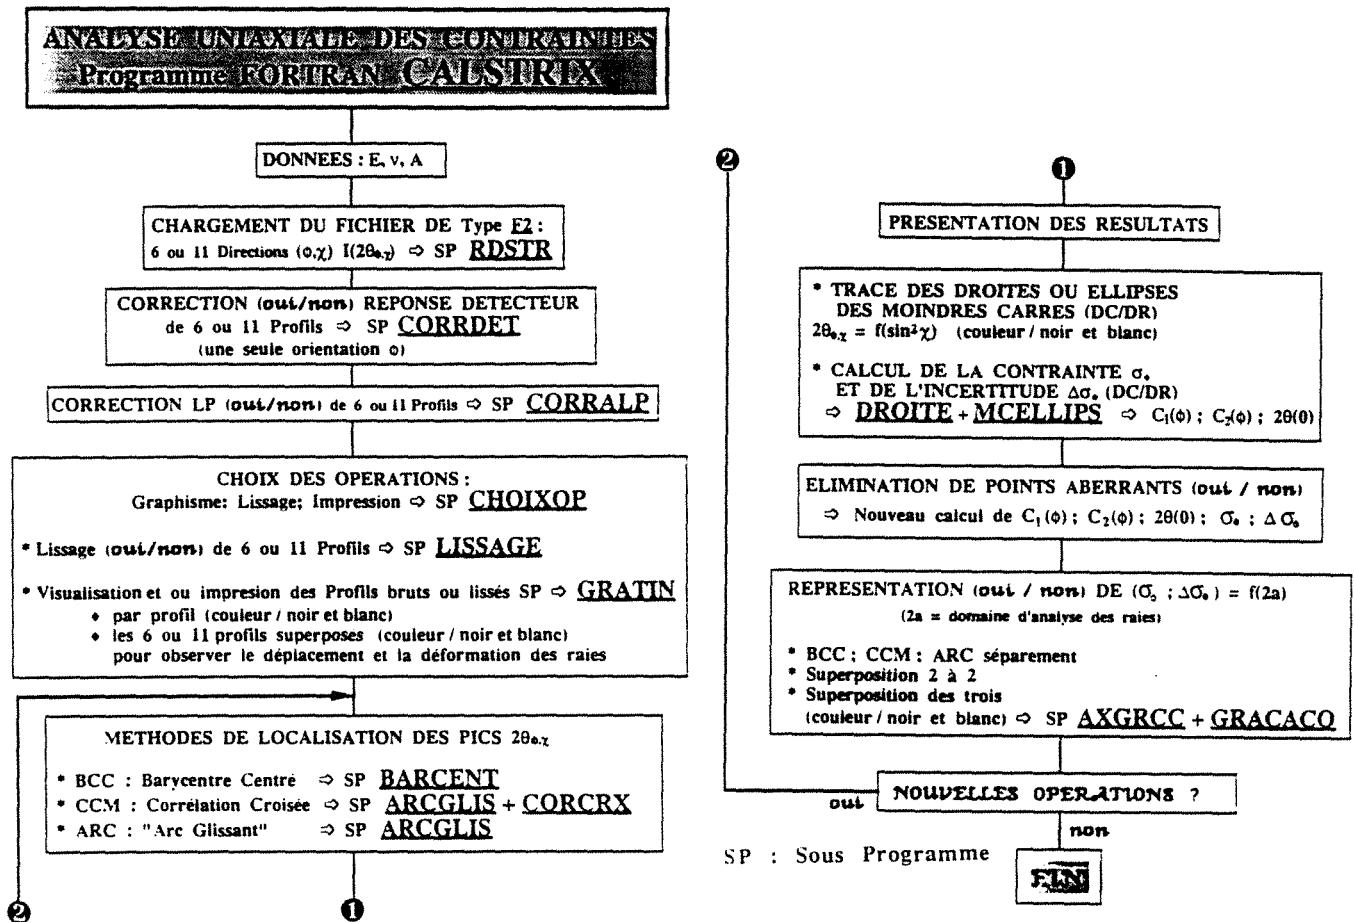 ANALYSE UNIAXIALE DES CONTRAINTES
Programme FORTRAN CALSTRIX
DONNEES : E, ν, A
CHARGEMENT DU FICHIER DE Type F2 :
6 ou 11 Directions (φ,χ) I(2θφ,χ) ⇨ SP RDSTR
CORRECTION (oui/non) REPONSE DETECTEUR
de 6 ou 11 Profils ⇨ SP CORRDET
(une seule orientation φ)
CORRECTION LP (oui/non) de 6 ou 11 Profils ⇨ SP CORRALP
CHOIX DES OPERATIONS :
Graphisme; Lissage; Impression ⇨ SP CHOIXOP
* Lissage (oui/non) de 6 ou 11 Profils ⇨ SP LISSAGE
* Visualisation et ou impresion des Profils bruts ou lissés SP ⇨ GRATIN
♦ par profil (couleur / noir et blanc)
♦ les 6 ou 11 profils superposes (couleur / noir et blanc)
pour observer le déplacement et la déformation des raies
METHODES DE LOCALISATION DES PICS 2θφ,χ
* BCC : Barycentre Centré ⇨ SP BARCENT
* CCM : Corrélation Croisée ⇨ SP ARCGLIS + CORCRX
* ARC : "Arc Glissant" ⇨ SP ARCGLIS
❷
❶
❷
❶
PRESENTATION DES RESULTATS
* TRACE DES DROITES OU ELLIPSES
DES MOINDRES CARRES (DC/DR)
2θφ,χ = f(sin²χ) (couleur / noir et blanc)
* CALCUL DE LA CONTRAINTE σφ
ET DE L'INCERTITUDE Δσφ (DC/DR)
⇨ DROITE + MCELLIPS ⇨ C₁(φ) ; C₂(φ) ; 2θ(0)
ELIMINATION DE POINTS ABERRANTS (oui / non)
⇨ Nouveau calcul de C₁(φ) ; C₂(φ) ; 2θ(0) ; σφ ; Δσφ
REPRESENTATION (oui / non) DE (σφ ; Δσφ) = f(2a)
(2a = domaine d'analyse des raies)
* BCC ; CCM ; ARC séparement
* Superposition 2 à 2
* Superposition des trois
(couleur / noir et blanc) ⇨ SP AXGRCC + GRACACO
oui
NOUVELLES OPERATIONS ?
non
SP : Sous Programme
FIN